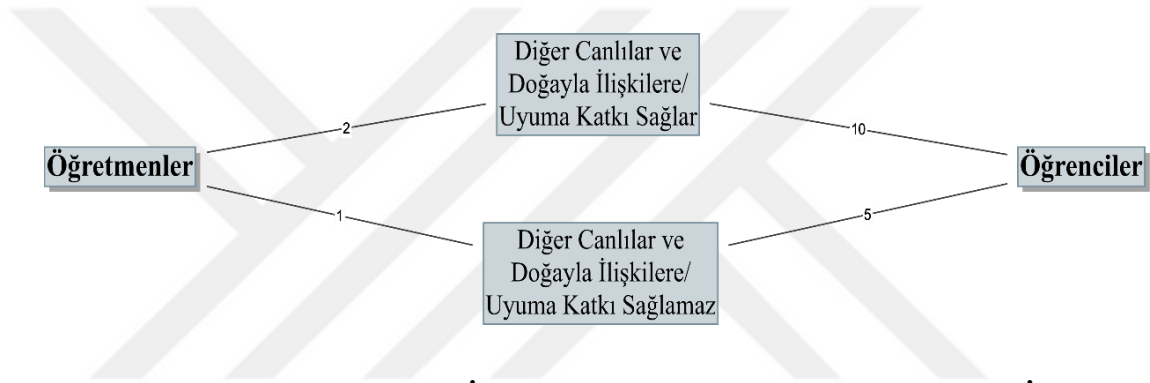 Diğer Canlılar ve
Doğayla İlişkilere/
Uyuma Katkı Sağlar
2
10
Öğretmenler
Öğrenciler
1
5
Diğer Canlılar ve
Doğayla İlişkilere/
Uyuma Katkı Sağlamaz